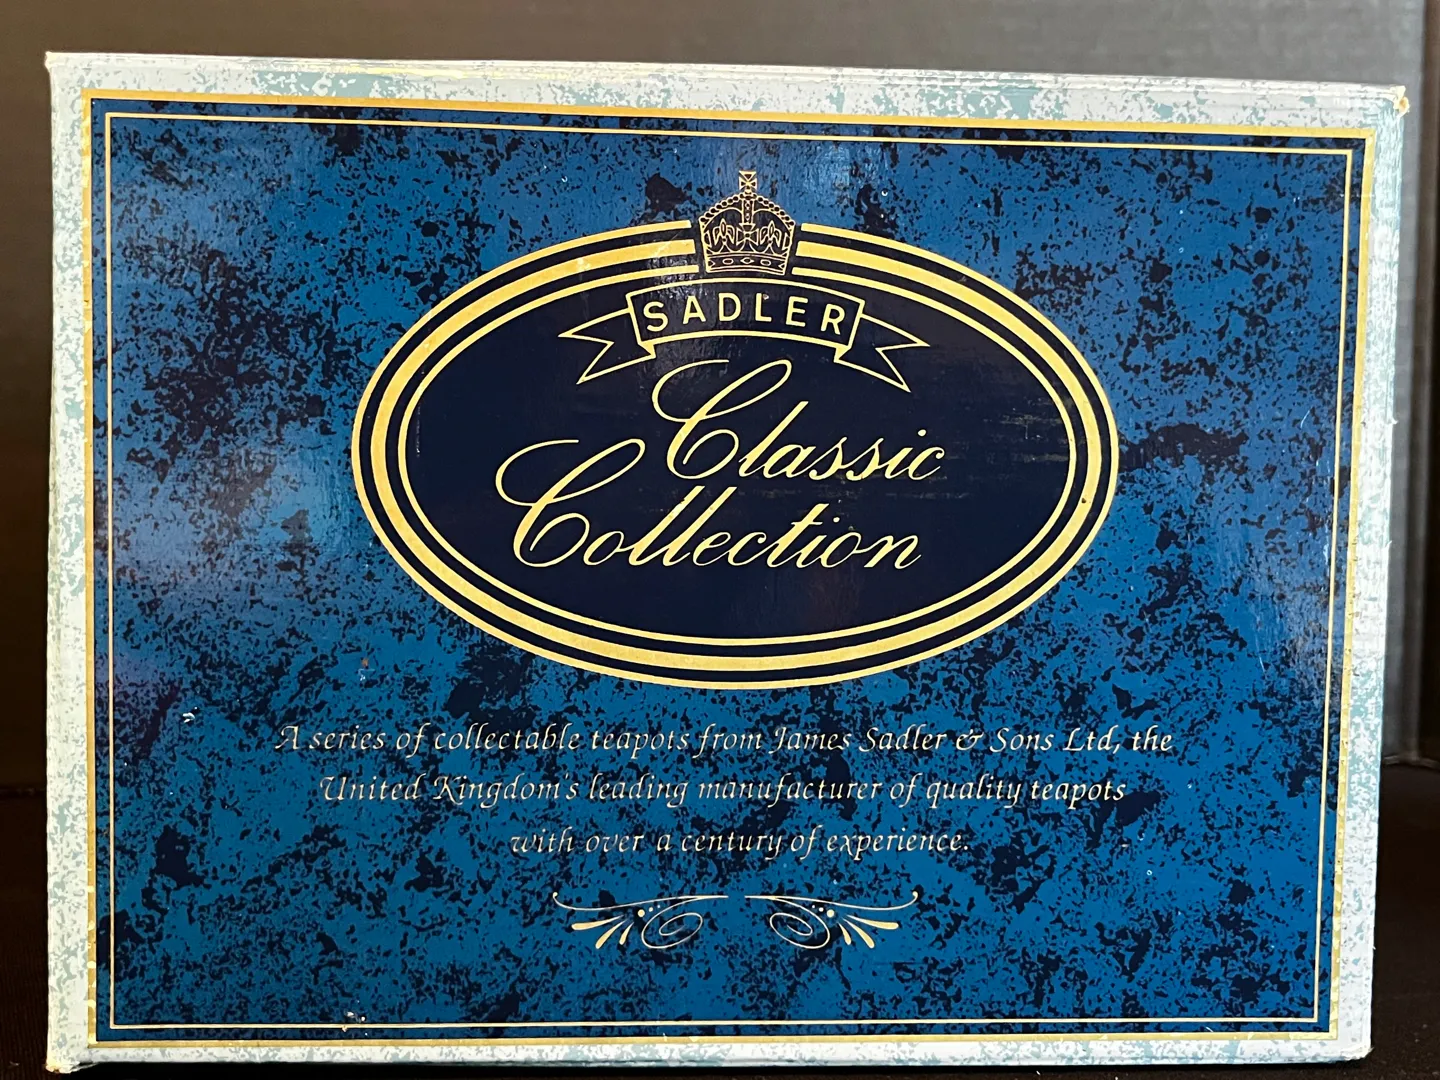 SADLER
Classic
Collection
A series of collectable teapots from James Sadler & Sons Ltd, the
United Kingdom's leading manufacturer of quality teapots
with over a century of experience.